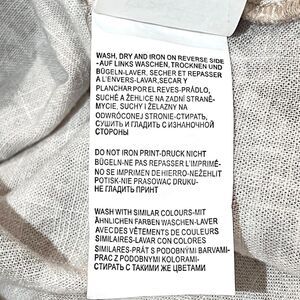 WASH, DRY AND IRON ON REVERSE SIDE
-AUF LINKS WASCHEN, TROCKNEN UND
BÜGELN-LAVER, SECHER ET REPASSER
A L'ENVERS-LAVAR,SECAR Y
PLANCHAR POR EL REVES-PRÁDLO,
SUCHÉ A ŽEHLICE NA ZADNÍ STRANĚ-
MYCIE, SUCHY I ŻELAZNY NA
ODWRÓCONEJ STRONIE-СТИРАТЬ,
СУШИТЬ И ГЛАДИТЬ С ИЗНАНОЧНОЙ
СТОРОНЫ
DO NOT IRON PRINT-DRUCK NICHT
BÜGELN-NE PAS REPASSER L'IMPRIMÉ-
NO SE IMPRIMEN DE HIERRO-NEŽEHLIT
POTISK-NIE PRASOWAC DRUKU-
НЕ ГЛАДИТЬ ПРИНТ
WASH WITH SIMILAR COLOURS-MIT
ÄHNLICHEN FARBEN WASCHEN-LAVER
AVEC DES VÊTEMENTS DE COULEURS
SIMILAIRES-LAVAR CON COLORES
SIMILARES-PRÁT S PODOBNÝMI BARVAMI-
PRAC Z PODOBNYMI KOLORAMI-
СТИРАТЬ С ТАКИМИ ЖЕ ЦВЕТАМИ